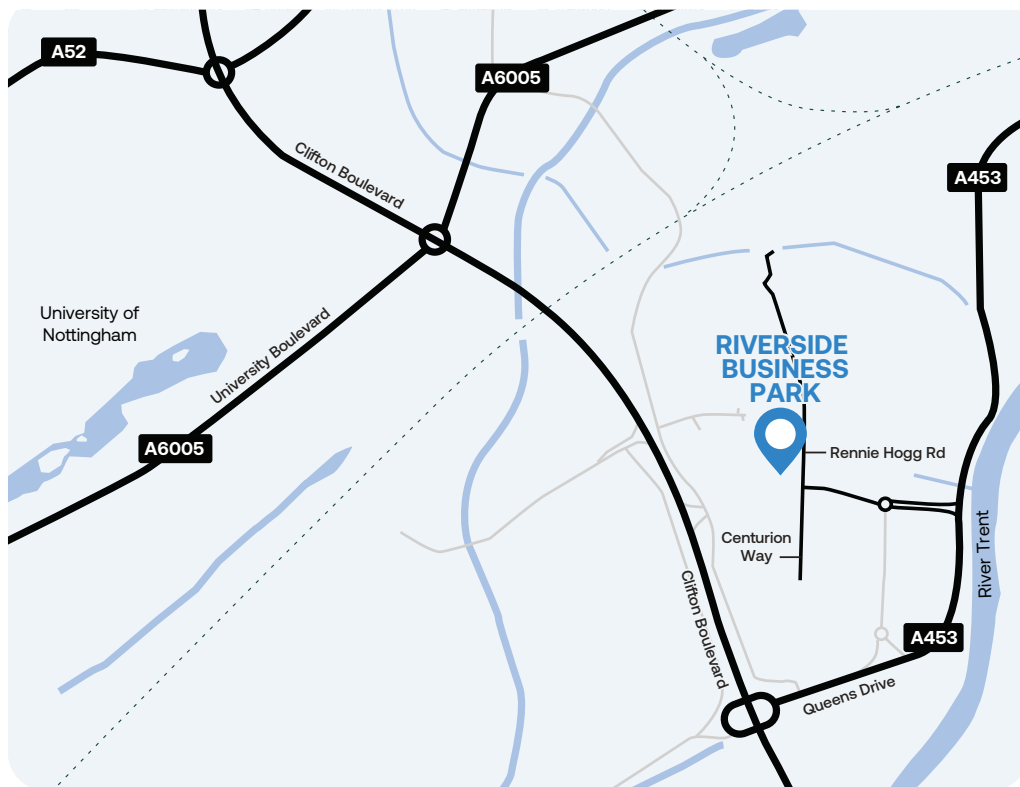 A52
A6005
Clifton Boulevard
A453
University of
Nottingham
University Boulevard
RIVERSIDE
BUSINESS
PARK
A6005
Rennie Hogg Rd
Centurion
Way
River Trent
Clifton Boulevard
A453
Queens Drive